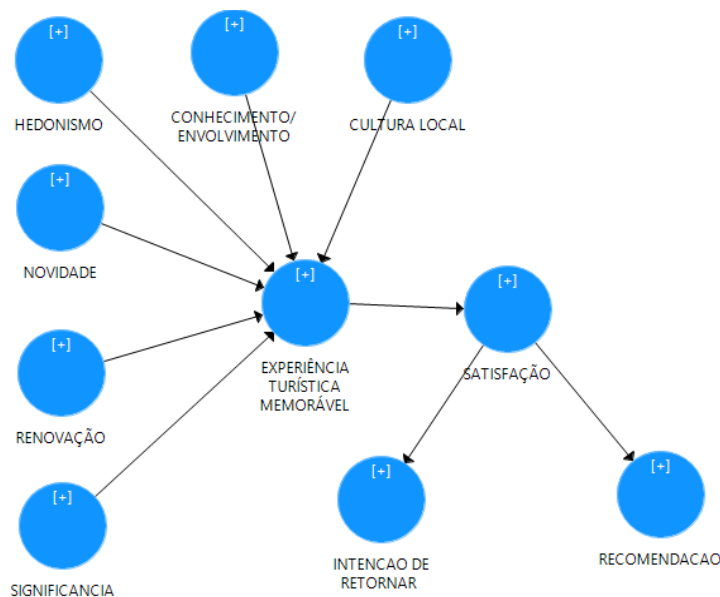 [+]
HEDONISMO
[+]
CONHECIMENTO/
ENVOLVIMENTO
[+]
CULTURA LOCAL
[+]
NOVIDADE
[+]
EXPERIÊNCIA
TURÍSTICA
MEMORÁVEL
[+]
SATISFAÇÃO
[+]
RENOVAÇÃO
[+]
SIGNIFICANCIA
[+]
INTENCAO DE
RETORNAR
[+]
RECOMENDACAO